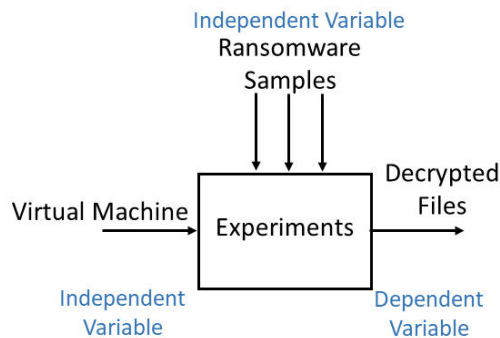 Independent Variable
Ransomware
Samples
Virtual Machine
Experiments
Decrypted
Files
Independent
Variable
Dependent
Variable